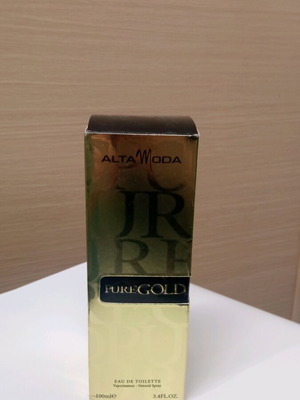 ALTA MODA
PURE GOLD
EAU DE TOILETTE
Vaporisateur - Natural Spray
100ml℮ 3.4FL.OZ.